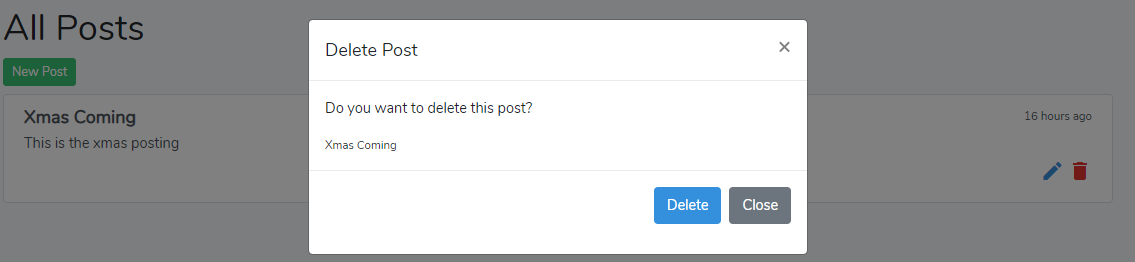 All Posts
New Post
Xmas Coming
This is the xmas posting
16 hours ago
Delete Post
×
Do you want to delete this post?
Xmas Coming
Delete
Close